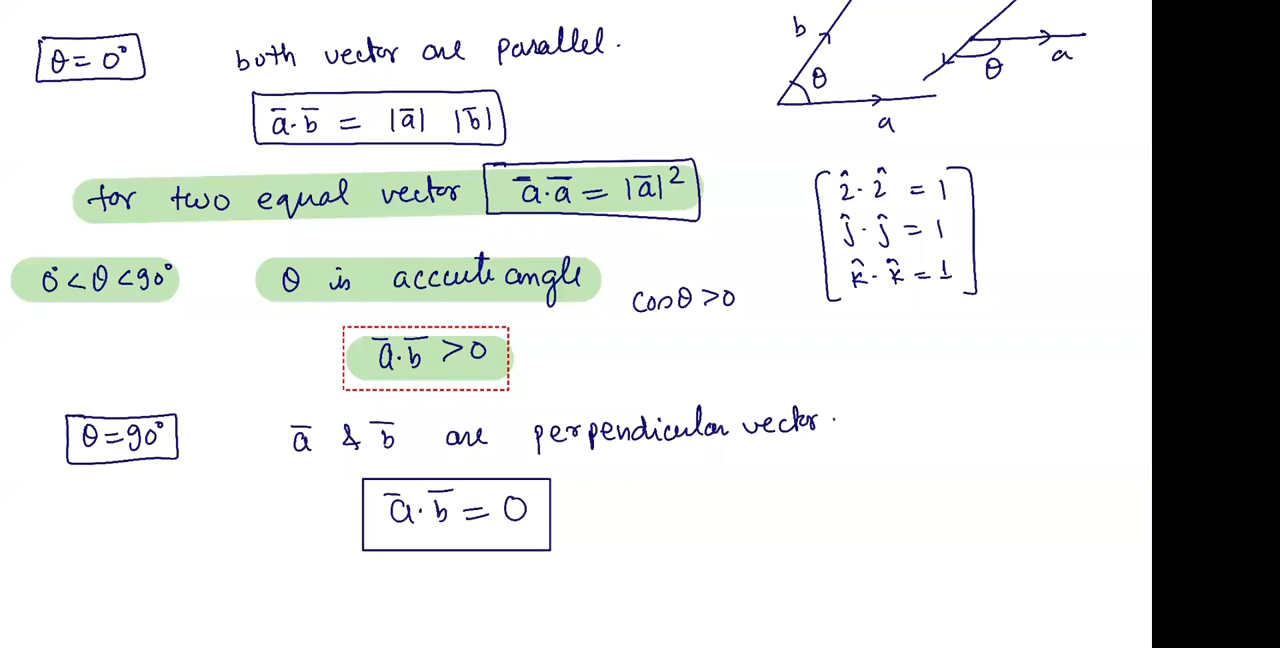 θ = 0°
both vector are parallel.
b
θ
a
θ
a
a̅·b̅ = |a̅| |b̅|
for two equal vector a̅·a̅ = |a̅|²
î·î = 1
ĵ·ĵ = 1
k̂·k̂ = 1
0° < θ < 90° θ is accute angle
cosθ > 0
a̅·b̅ > 0
θ = 90° a̅ & b̅ are perpendicular vector.
a̅·b̅ = 0